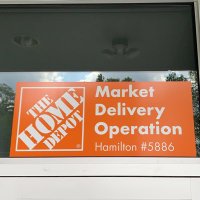 THE
HOME
DEPOT
Market
Delivery
Operation
Hamilton #5886